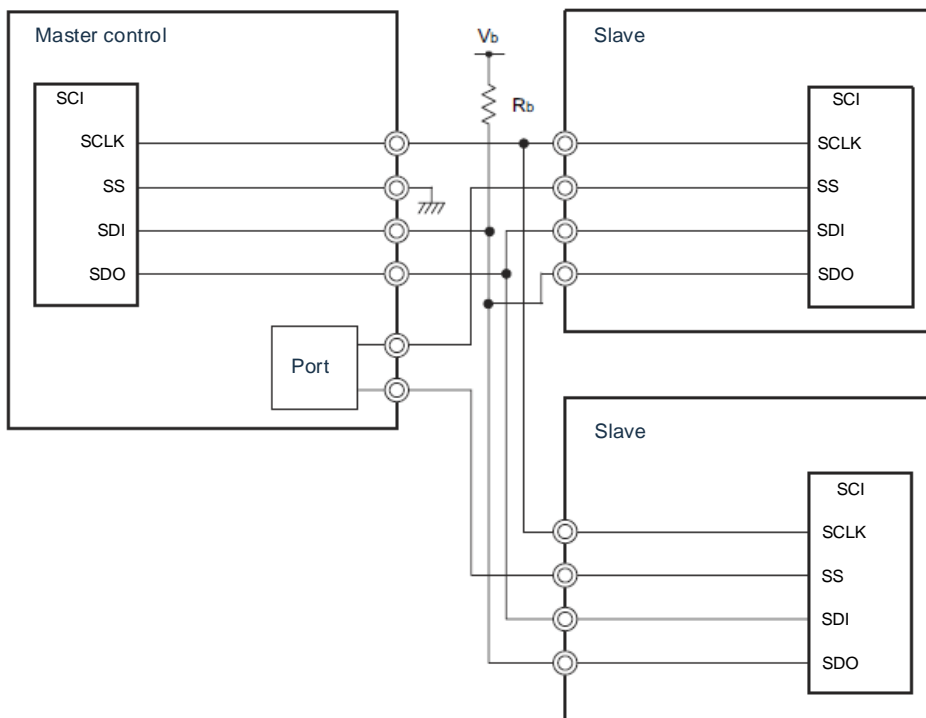 Master control
SCI
SCLK
SS
SDI
SDO
Port
Vb
Rb
Slave
SCI
SCLK
SS
SDI
SDO
Slave
SCI
SCLK
SS
SDI
SDO